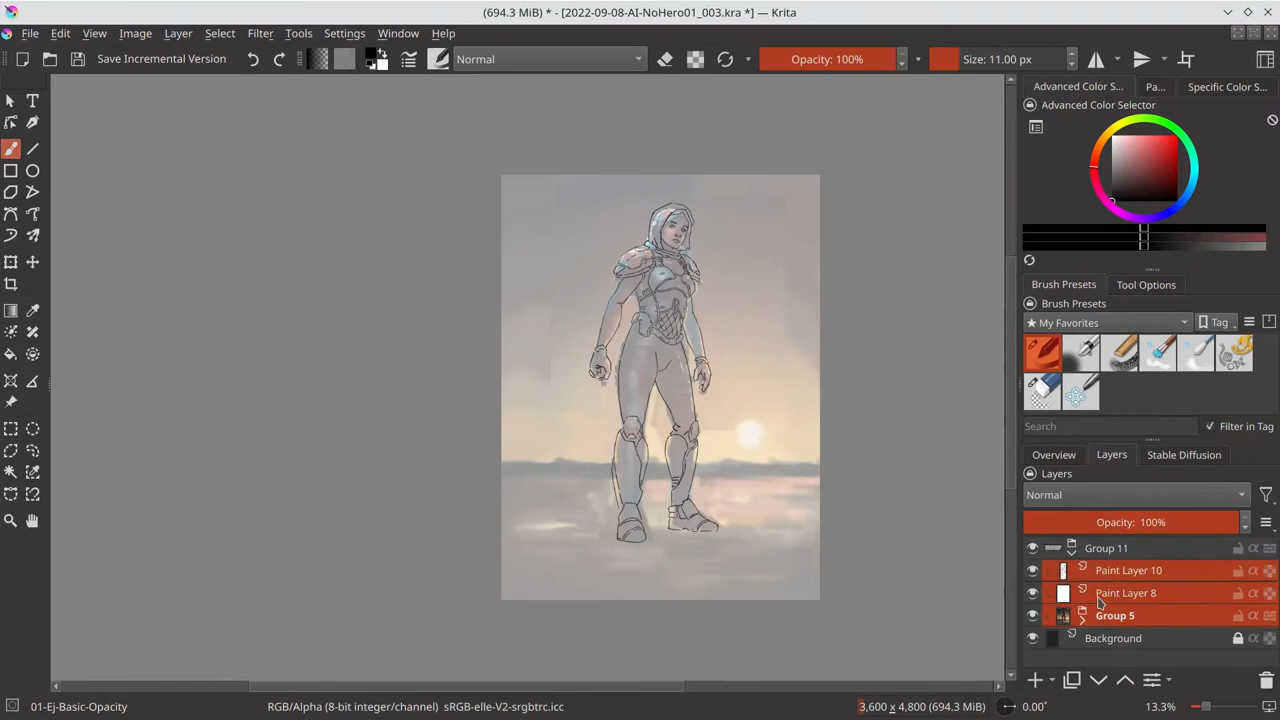 (694.3 MiB) * - [2022-09-08-AI-NoHero01_003.kra *] — Krita
File Edit View Image Layer Select Filter Tools Settings Window Help
Save Incremental Version Normal Opacity: 100% Size: 11.00 px
Advanced Color S... Pa... Specific Color S...
Advanced Color Selector
Brush Presets Tool Options
Brush Presets
★ My Favorites Tag
Search Filter in Tag
Overview Layers Stable Diffusion
Layers
Normal
Opacity: 100%
Group 11
Paint Layer 10
Paint Layer 8
Group 5
Background
01-Ej-Basic-Opacity RGB/Alpha (8-bit integer/channel) sRGB-elle-V2-srgbtrc.icc 3,600 x 4,800 (694.3 MiB) 0.00° 13.3%